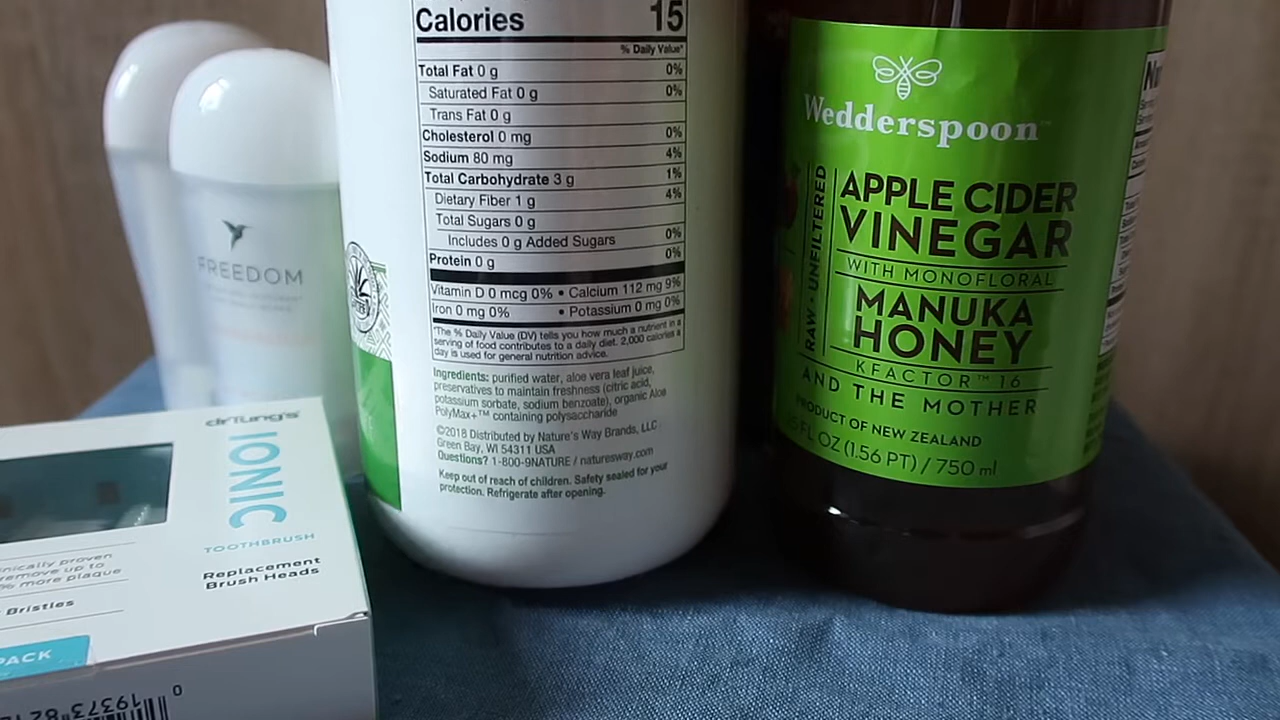 Calories 15
% Daily Value*
Total Fat 0 g 0%
Saturated Fat 0 g 0%
Trans Fat 0 g
Cholesterol 0 mg 0%
Sodium 80 mg 4%
Total Carbohydrate 3 g 1%
Dietary Fiber 1 g 4%
Total Sugars 0 g
Includes 0 g Added Sugars 0%
Protein 0 g 0%
Vitamin D 0 mcg 0% • Calcium 112 mg 9%
Iron 0 mg 0% • Potassium 0 mg 0%
*The % Daily Value (DV) tells you how much a nutrient in a
serving of food contributes to a daily diet. 2,000 calories a
day is used for general nutrition advice.
Ingredients: purified water, aloe vera leaf juice,
preservatives to maintain freshness (citric acid,
potassium sorbate, sodium benzoate), organic Aloe
PolyMax+™ containing polysaccharide
©2018 Distributed by Nature's Way Brands, LLC
Green Bay, WI 54311 USA
Questions? 1-800-9NATURE / naturesway.com
Keep out of reach of children. Safety sealed for your
protection. Refrigerate after opening.
Wedderspoon™
RAW • UNFILTERED
APPLE CIDER
VINEGAR
WITH MONOFLORAL
MANUKA
HONEY
KFACTOR™ 16
AND THE MOTHER
PRODUCT OF NEW ZEALAND
FL OZ (1.56 PT) / 750 ml
FREEDOM
drTung's
IONIC
TOOTHBRUSH
Replacement
Brush Heads
proven
remove up to
more plaque
Bristles
PACK
0